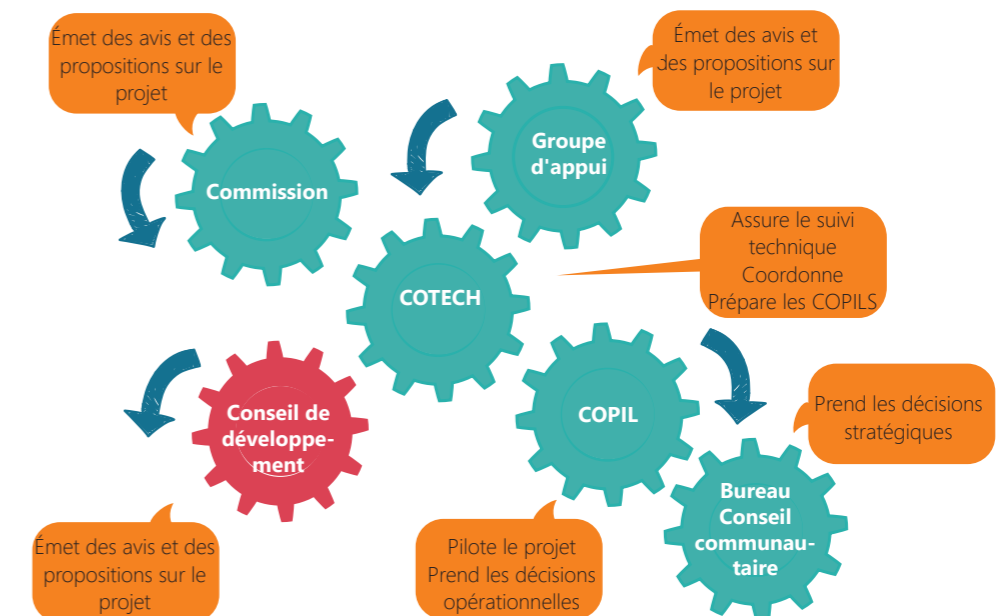 Émet des avis et des
propositions sur le
projet
Émet des avis et
des propositions sur
le projet
Groupe
d'appui
Commission
Assure le suivi
technique
Coordonne
Prépare les COPILS
COTECH
Conseil de
développe-
ment
COPIL
Prend les décisions
stratégiques
Bureau
Conseil
communau-
taire
Émet des avis et des
propositions sur le
projet
Pilote le projet
Prend les décisions
opérationnelles